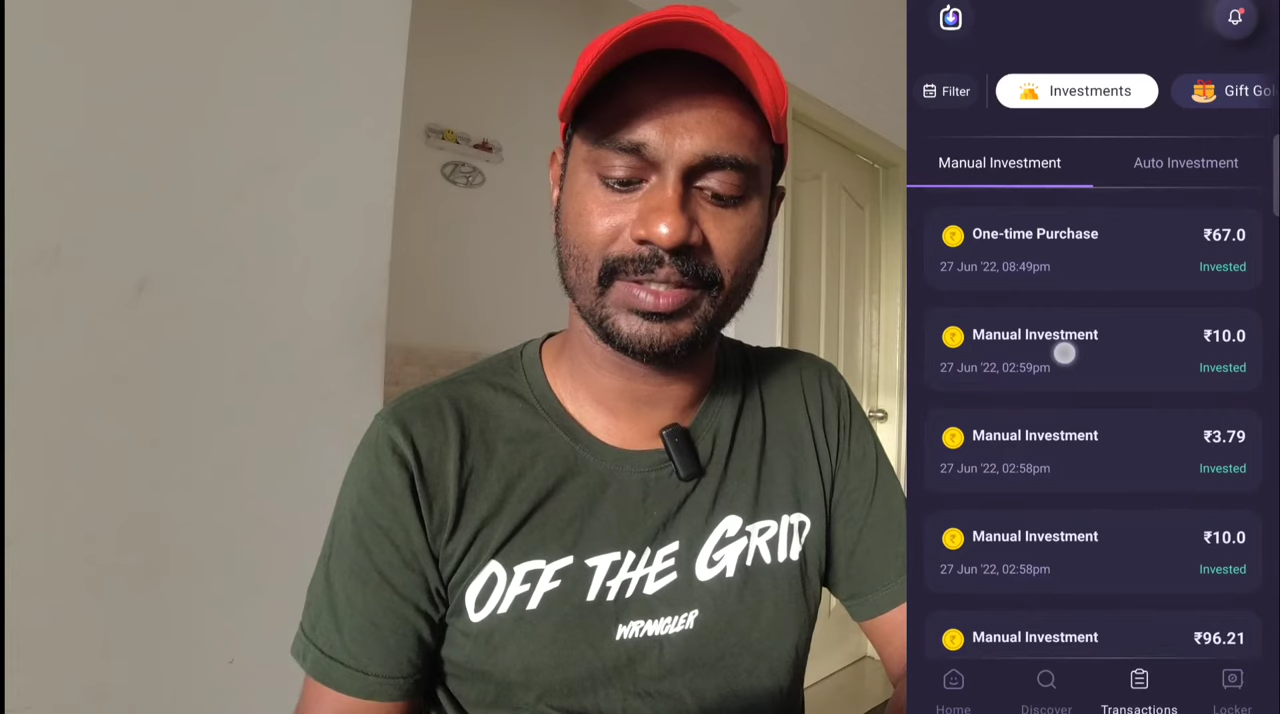 OFF THE GRID
WRANGLER
Filter
Investments
Gift Go
Manual Investment
Auto Investment
One-time Purchase
₹67.0
27 Jun '22, 08:49pm
Invested
Manual Investment
₹10.0
27 Jun '22, 02:59pm
Invested
Manual Investment
₹3.79
27 Jun '22, 02:58pm
Invested
Manual Investment
₹10.0
27 Jun '22, 02:58pm
Invested
Manual Investment
₹96.21
Home
Discover
Transactions
Locker